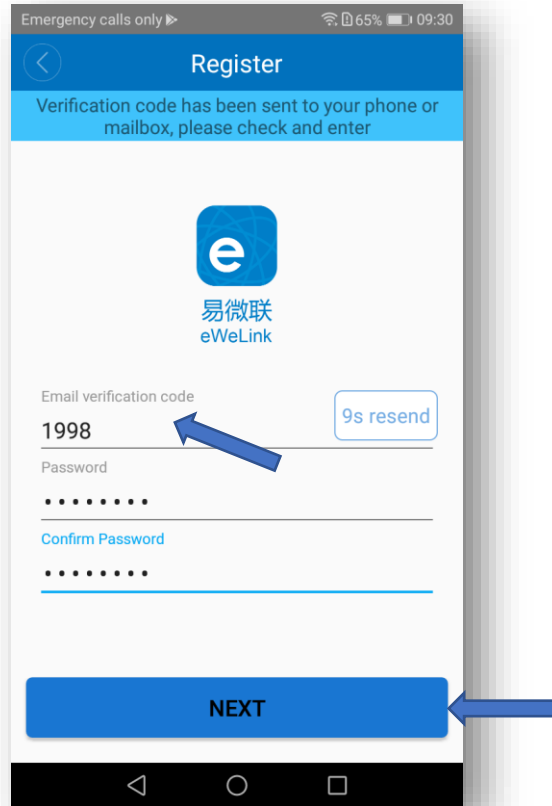 Emergency calls only 65% 09:30
Register
Verification code has been sent to your phone or
mailbox, please check and enter
e
易微联
eWeLink
Email verification code
1998
9s resend
Password
••••••••
Confirm Password
••••••••
NEXT